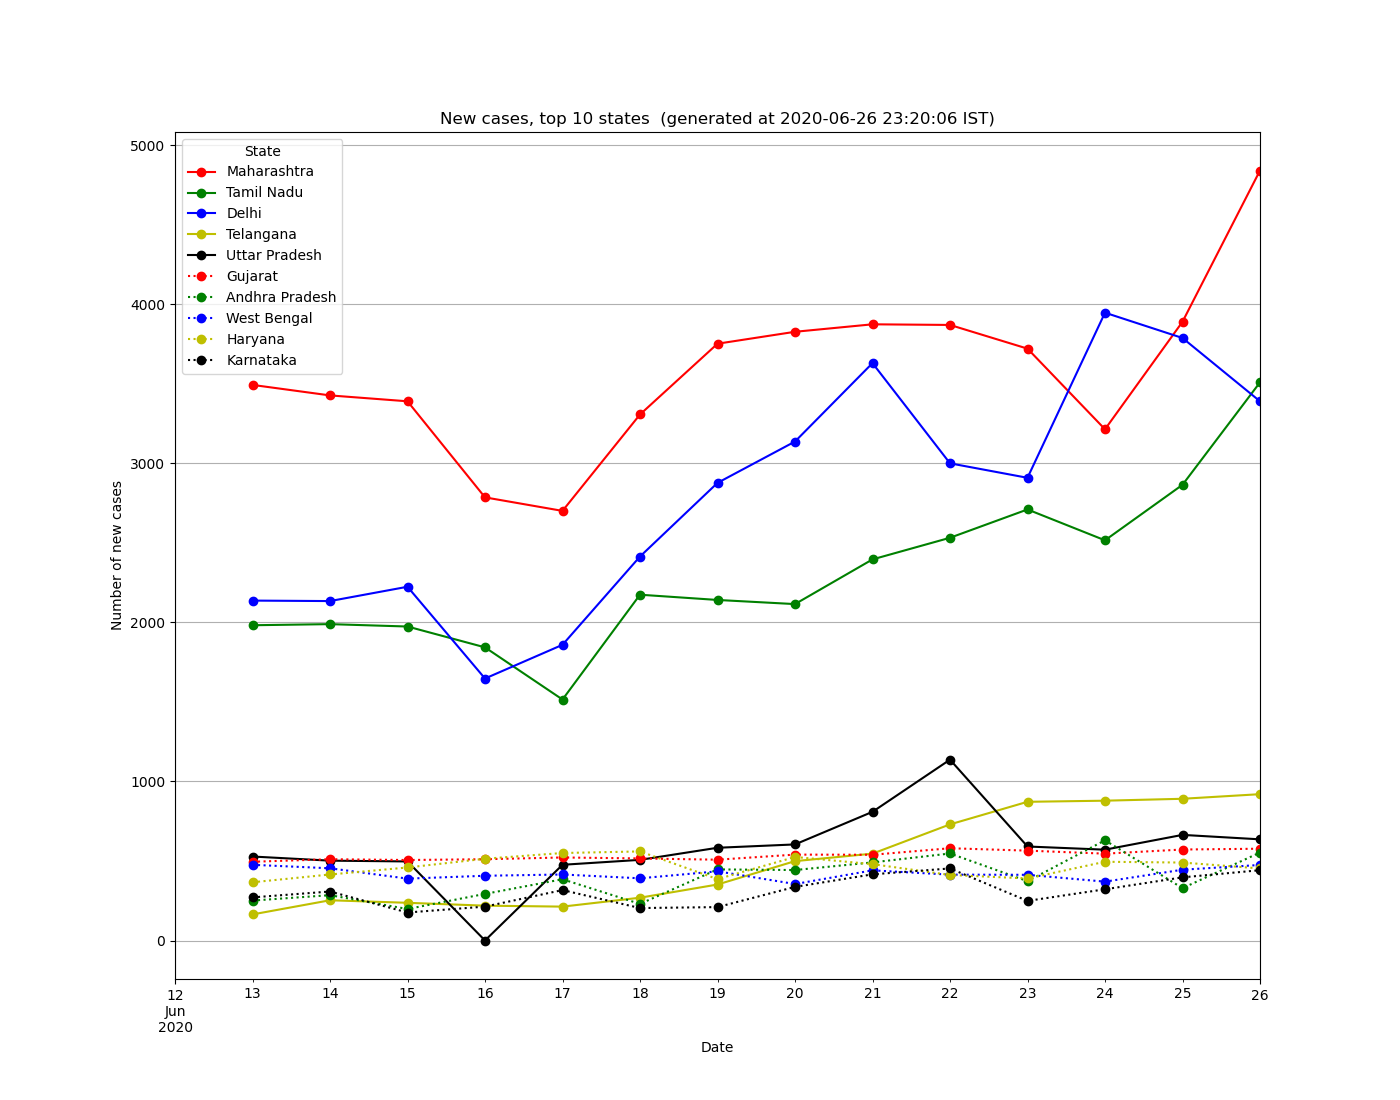 New cases, top 10 states  (generated at 2020-06-26 23:20:06 IST)
5000
4000
3000
2000
1000
0
Number of new cases
State
Maharashtra
Tamil Nadu
Delhi
Telangana
Uttar Pradesh
Gujarat
Andhra Pradesh
West Bengal
Haryana
Karnataka
12 13 14 15 16 17 18 19 20 21 22 23 24 25 26
Jun
2020
Date